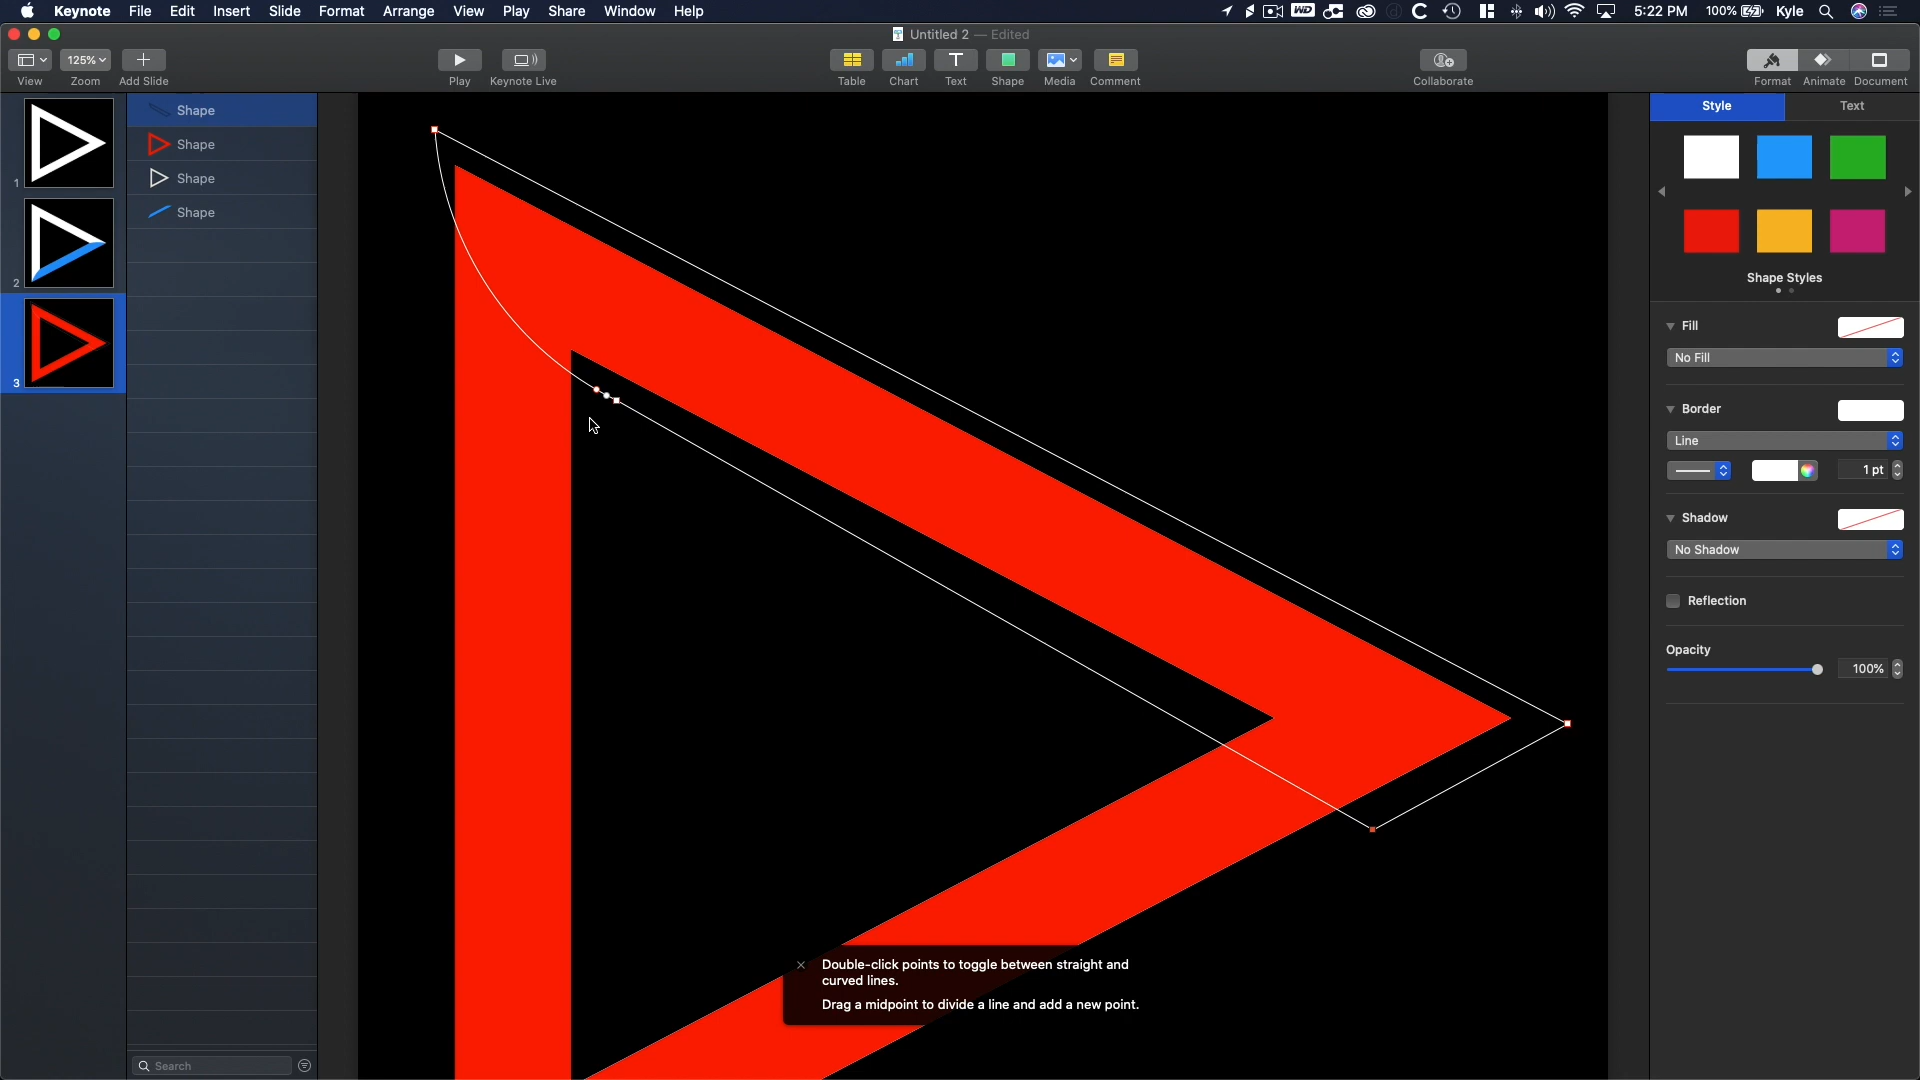 Keynote File Edit Insert Slide Format Arrange View Play Share Window Help
WD 5:22 PM 100% Kyle
Untitled 2 — Edited
125%
View Zoom Add Slide Play Keynote Live Table Chart Text Shape Media Comment Collaborate Format Animate Document
1
2
3
Shape
Shape
Shape
Shape
Search
Style Text
Shape Styles
Fill
No Fill
Border
Line
1 pt
Shadow
No Shadow
Reflection
Opacity
100%
Double-click points to toggle between straight and
curved lines.
Drag a midpoint to divide a line and add a new point.